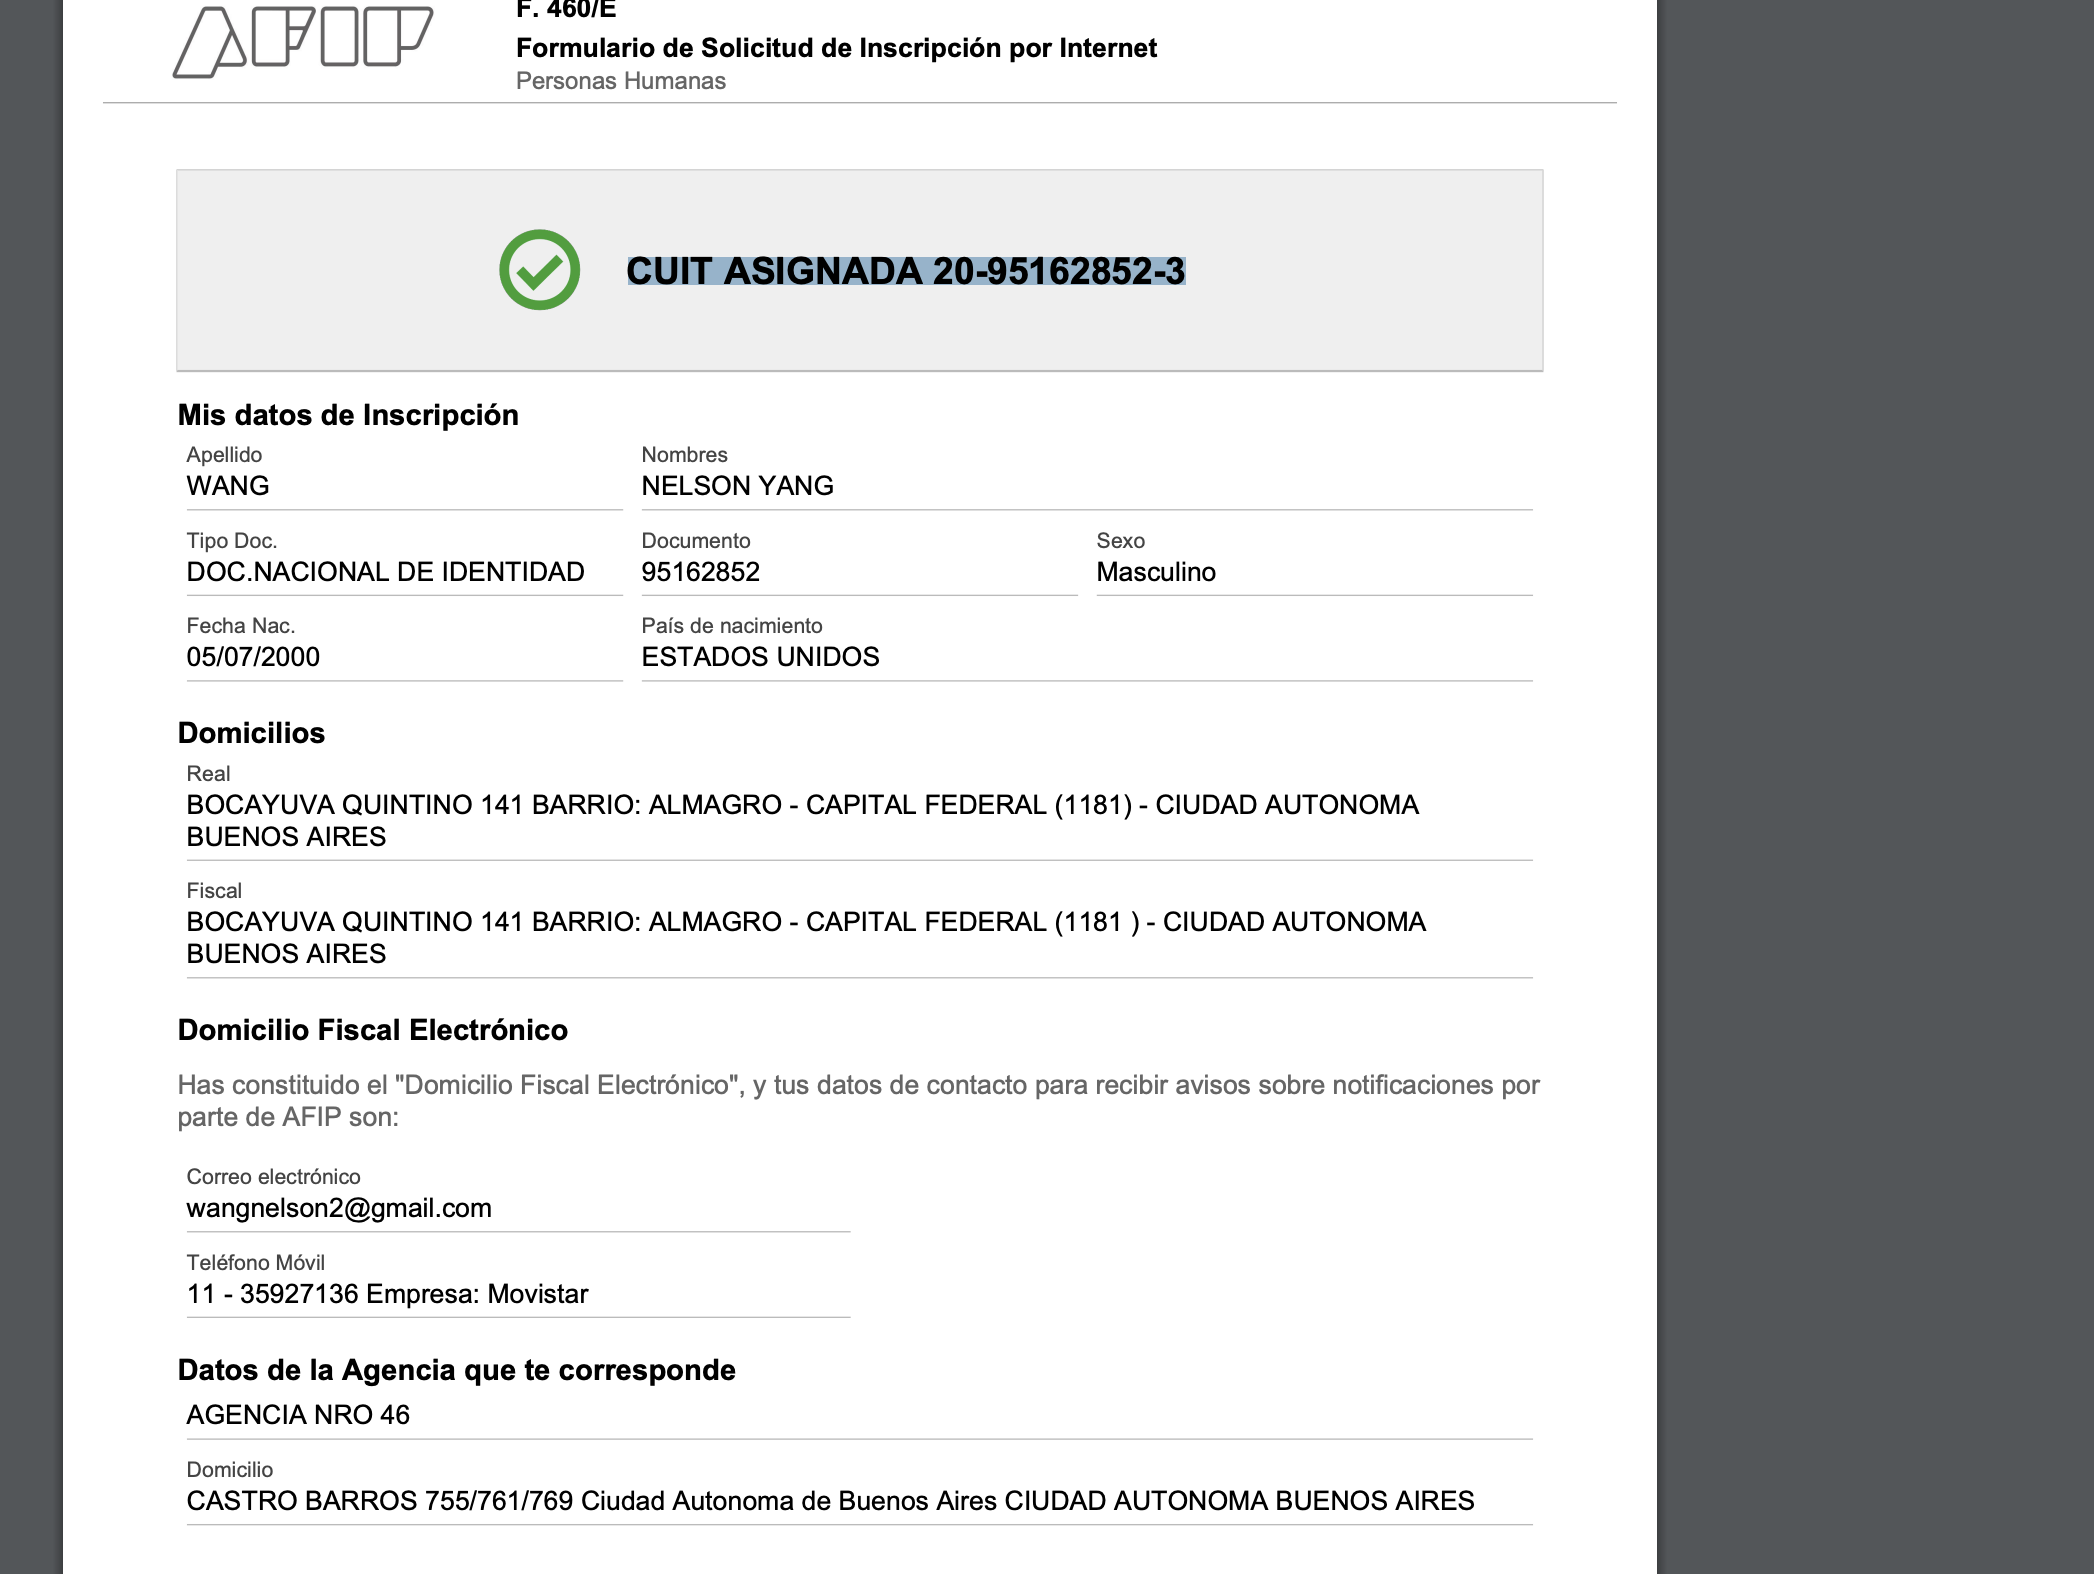 AFIP
F. 460/E
Formulario de Solicitud de Inscripción por Internet
Personas Humanas
CUIT ASIGNADA 20-95162852-3
Mis datos de Inscripción
Apellido
WANG
Nombres
NELSON YANG
Tipo Doc.
DOC.NACIONAL DE IDENTIDAD
Documento
95162852
Sexo
Masculino
Fecha Nac.
05/07/2000
País de nacimiento
ESTADOS UNIDOS
Domicilios
Real
BOCAYUVA QUINTINO 141 BARRIO: ALMAGRO - CAPITAL FEDERAL (1181) - CIUDAD AUTONOMA
BUENOS AIRES
Fiscal
BOCAYUVA QUINTINO 141 BARRIO: ALMAGRO - CAPITAL FEDERAL (1181 ) - CIUDAD AUTONOMA
BUENOS AIRES
Domicilio Fiscal Electrónico
Has constituido el "Domicilio Fiscal Electrónico", y tus datos de contacto para recibir avisos sobre notificaciones por
parte de AFIP son:
Correo electrónico
wangnelson2@gmail.com
Teléfono Móvil
11 - 35927136 Empresa: Movistar
Datos de la Agencia que te corresponde
AGENCIA NRO 46
Domicilio
CASTRO BARROS 755/761/769 Ciudad Autonoma de Buenos Aires CIUDAD AUTONOMA BUENOS AIRES